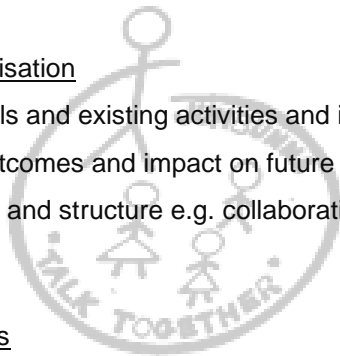 isation
ls and existing activities and i
tcomes and impact on future
and structure e.g. collaborati
s
TALK TOGETHER